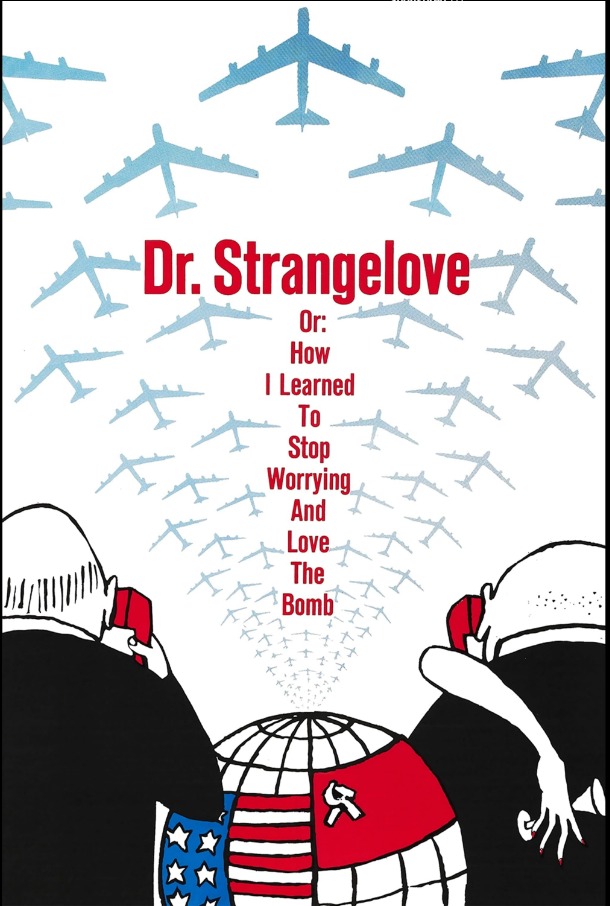 Dr. Strangelove
Or:
How
I Learned
To
Stop
Worrying
And
Love
The
Bomb